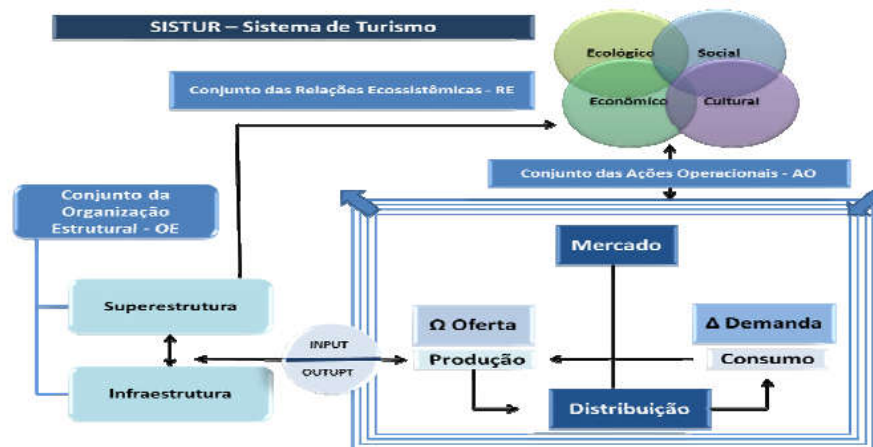 SISTUR – Sistema de Turismo
Ecológico
Social
Econômico
Cultural
Conjunto das Relações Ecossistêmicas - RE
Conjunto das Ações Operacionais - AO
Conjunto da
Organização
Estrutural - OE
Superestrutura
Infraestrutura
INPUT
OUTUPT
Mercado
Ω Oferta
Produção
Δ Demanda
Consumo
Distribuição